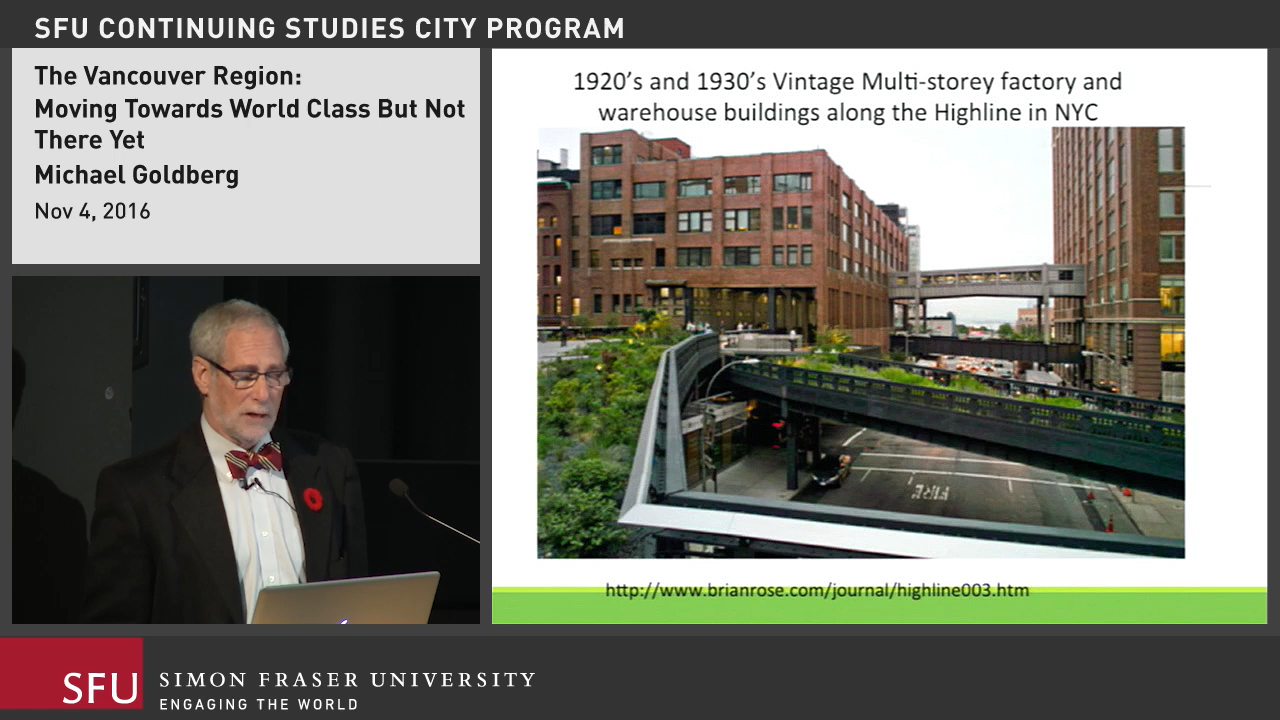 SFU CONTINUING STUDIES CITY PROGRAM
The Vancouver Region:
Moving Towards World Class But Not
There Yet
Michael Goldberg
Nov 4, 2016
1920's and 1930's Vintage Multi-storey factory and
warehouse buildings along the Highline in NYC
FIRE
http://www.brianrose.com/journal/highline003.htm
SFU
SIMON FRASER UNIVERSITY
ENGAGING THE WORLD